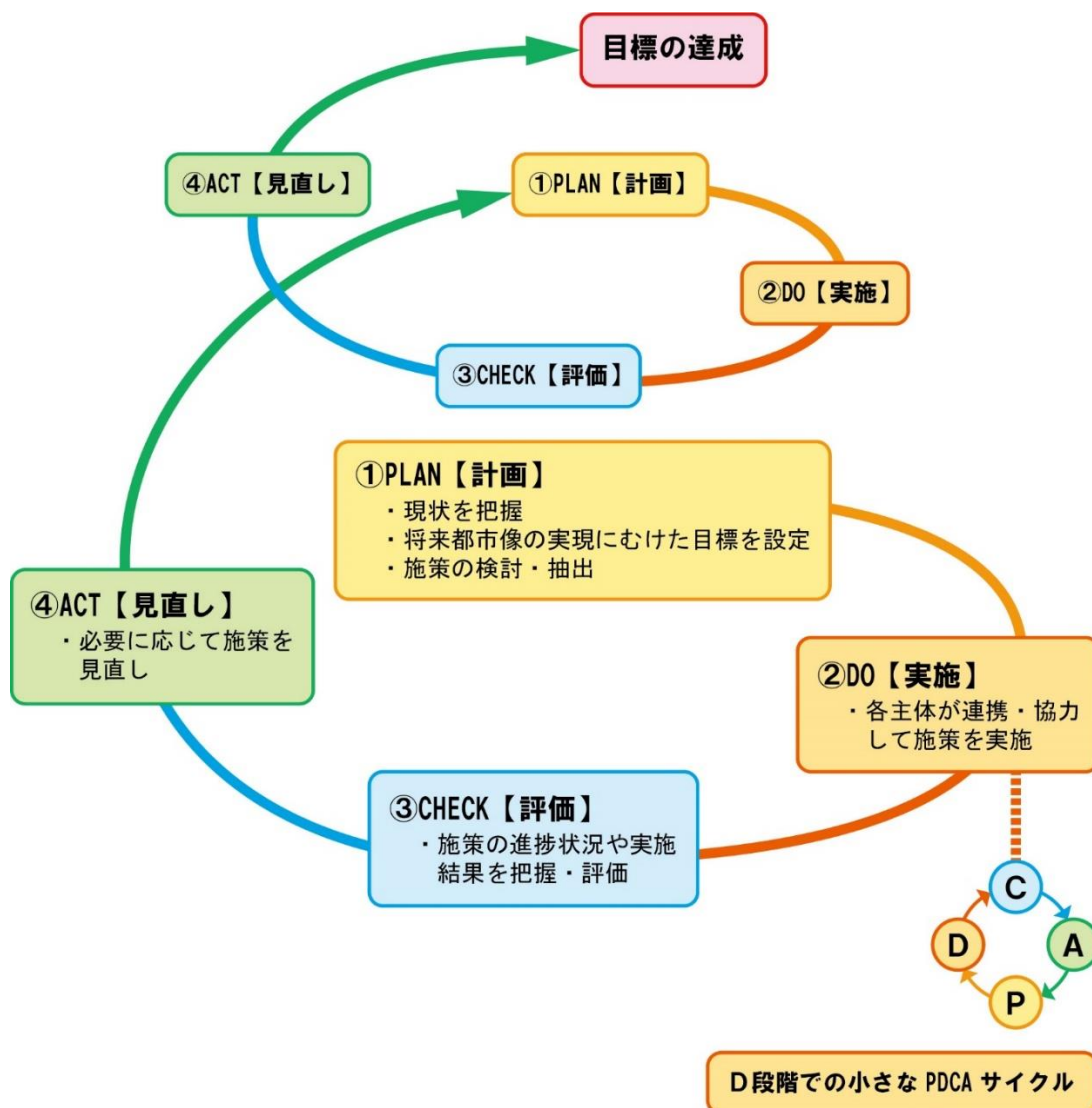 目標の達成
④ACT【見直し】
①PLAN【計画】
②DO【実施】
③CHECK【評価】
①PLAN【計画】
・現状を把握
・将来都市像の実現にむけた目標を設定
・施策の検討・抽出
④ACT【見直し】
・必要に応じて施策を
見直し
②DO【実施】
・各主体が連携・協力
して施策を実施
③CHECK【評価】
・施策の進捗状況や実施
結果を把握・評価
C
D
A
P
D段階での小さな PDCA サイクル